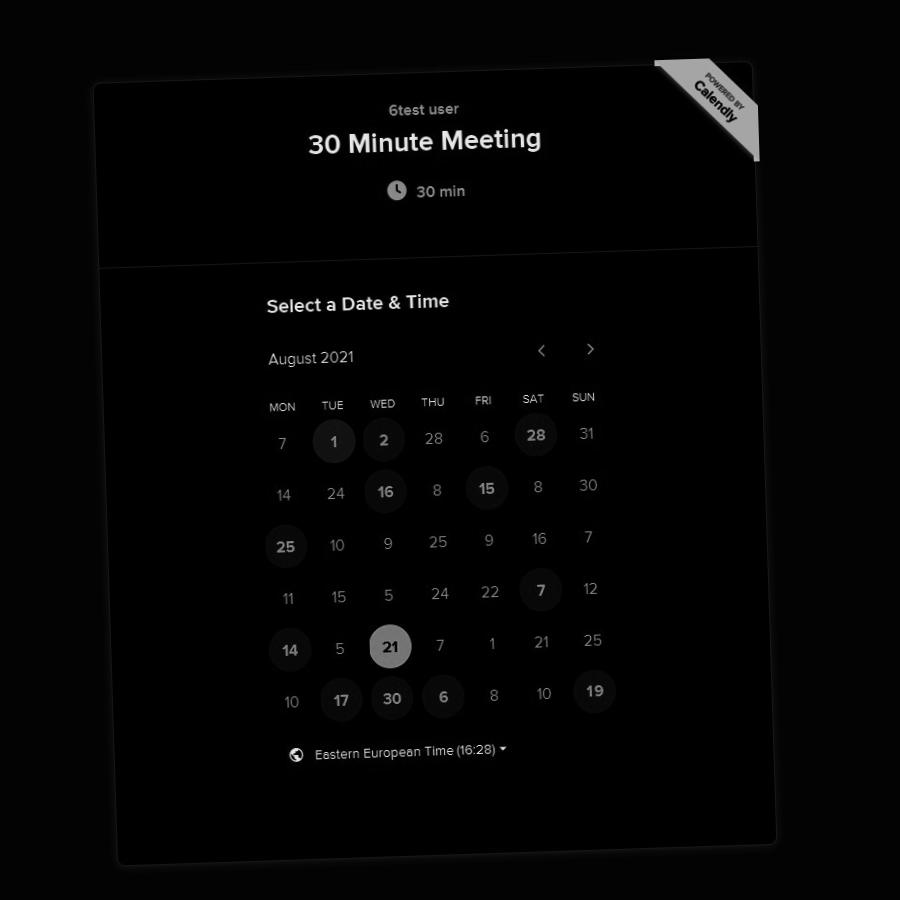 POWERED BY
Calendly
6test user
30 Minute Meeting
30 min
Select a Date & Time
August 2021
MON TUE WED THU FRI SAT SUN
7 1 2 28 6 28 31
14 24 16 8 15 8 30
25 10 9 25 9 16 7
11 15 5 24 22 7 12
14 5 21 7 1 21 25
10 17 30 6 8 10 19
Eastern European Time (16:28)